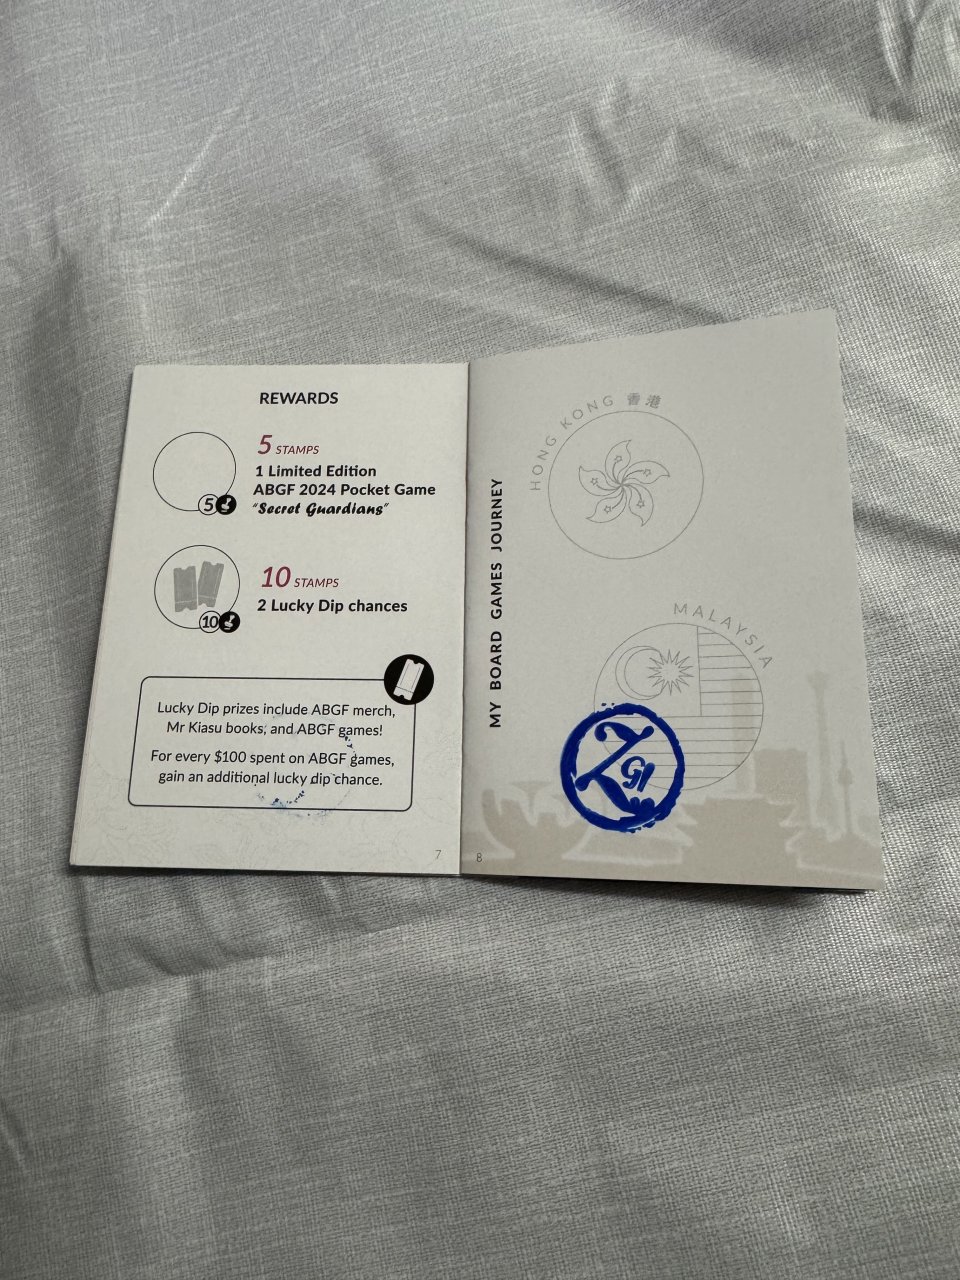 REWARDS
5 STAMPS
1 Limited Edition
ABGF 2024 Pocket Game
"Secret Guardians"
5
10 STAMPS
2 Lucky Dip chances
10
Lucky Dip prizes include ABGF merch,
Mr Kiasu books, and ABGF games!
For every $100 spent on ABGF games,
gain an additional lucky dip chance.
7
MY BOARD GAMES JOURNEY
HONG KONG 香港
MALAYSIA
8